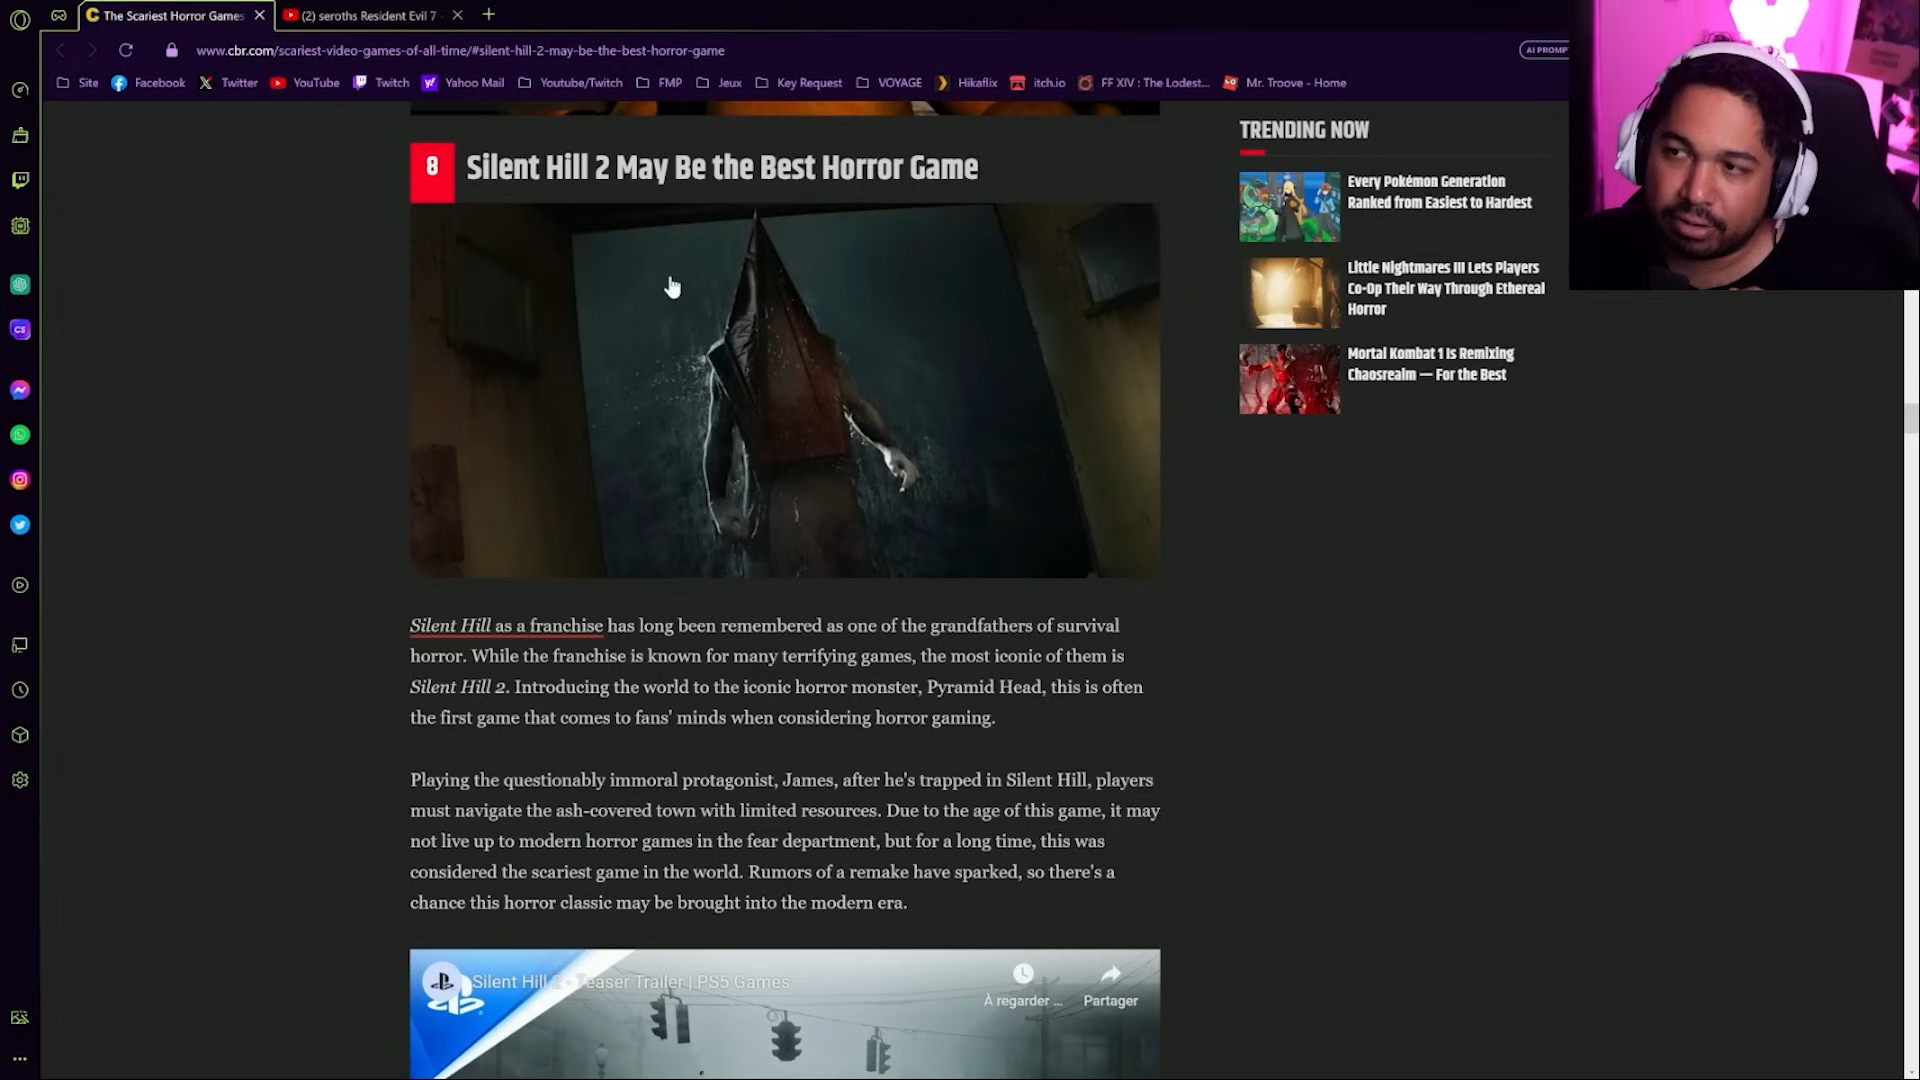 The Scariest Horror Games
(2) seroths Resident Evil 7
www.cbr.com/scariest-video-games-of-all-time/#silent-hill-2-may-be-the-best-horror-game
AI PROMP
Site
Facebook
Twitter
YouTube
Twitch
Yahoo Mail
Youtube/Twitch
FMP
Jeux
Key Request
VOYAGE
Hikaflix
itch.io
FF XIV : The Lodest...
Mr. Troove - Home
8
Silent Hill 2 May Be the Best Horror Game
Silent Hill as a franchise has long been remembered as one of the grandfathers of survival
horror. While the franchise is known for many terrifying games, the most iconic of them is
Silent Hill 2. Introducing the world to the iconic horror monster, Pyramid Head, this is often
the first game that comes to fans' minds when considering horror gaming.
Playing the questionably immoral protagonist, James, after he's trapped in Silent Hill, players
must navigate the ash-covered town with limited resources. Due to the age of this game, it may
not live up to modern horror games in the fear department, but for a long time, this was
considered the scariest game in the world. Rumors of a remake have sparked, so there's a
chance this horror classic may be brought into the modern era.
Silent Hill 2 - Teaser Trailer | PS5 Games
À regarder ...
Partager
TRENDING NOW
Every Pokémon Generation
Ranked from Easiest to Hardest
Little Nightmares III Lets Players
Co-Op Their Way Through Ethereal
Horror
Mortal Kombat 1 Is Remixing
Chaosrealm — For the Best
CS